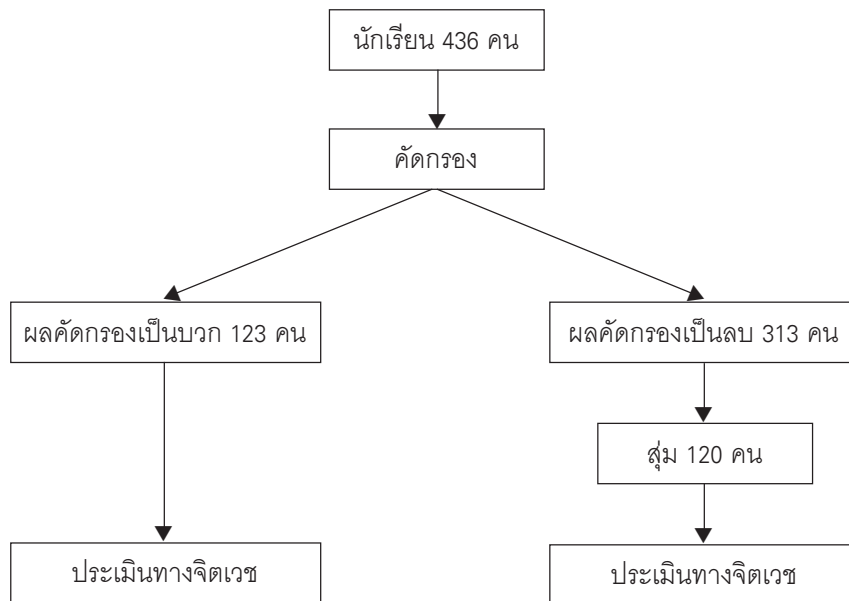 นักเรียน 436 คน
คัดกรอง
ผลคัดกรองเป็นบวก 123 คน
ผลคัดกรองเป็นลบ 313 คน
สุ่ม 120 คน
ประเมินทางจิตเวช
ประเมินทางจิตเวช